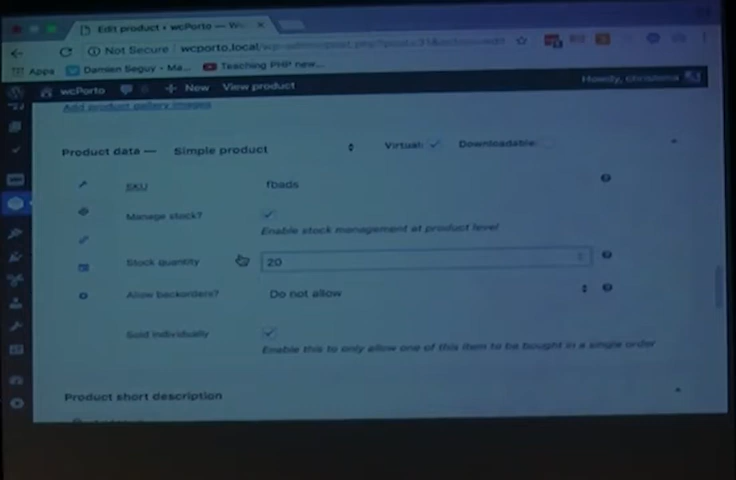 Edit product • wcPorto — W
Not Secure wcporto.local
Apps Damien Seguy - Ma... Teaching PHP new...
wcPorto New View product Howdy, christema
Add product gallery images
Product data — Simple product Virtual: Downloadable:
SKU fbads
Manage stock?
Enable stock management at product level
Stock quantity 20
Allow backorders? Do not allow
Sold individually
Enable this to only allow one of this item to be bought in a single order
Product short description